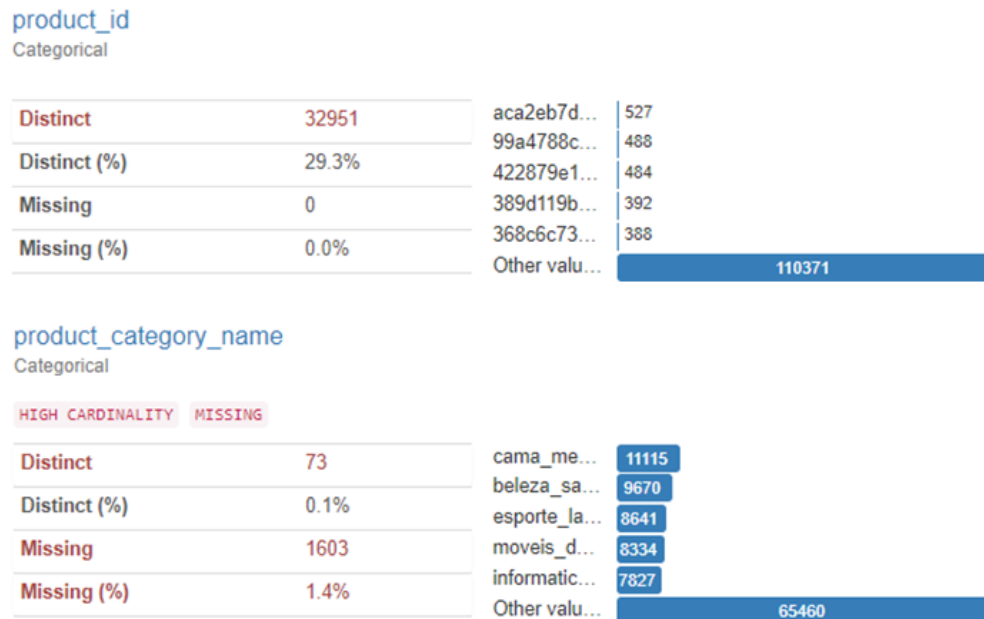 product_id
Categorical
Distinct 32951
Distinct (%) 29.3%
Missing 0
Missing (%) 0.0%
aca2eb7d... 527
99a4788c... 488
422879e1... 484
389d119b... 392
368c6c73... 388
Other valu... 110371
product_category_name
Categorical
HIGH CARDINALITY MISSING
Distinct 73
Distinct (%) 0.1%
Missing 1603
Missing (%) 1.4%
cama_me... 11115
beleza_sa... 9670
esporte_la... 8641
moveis_d... 8334
informatic... 7827
Other valu... 65460